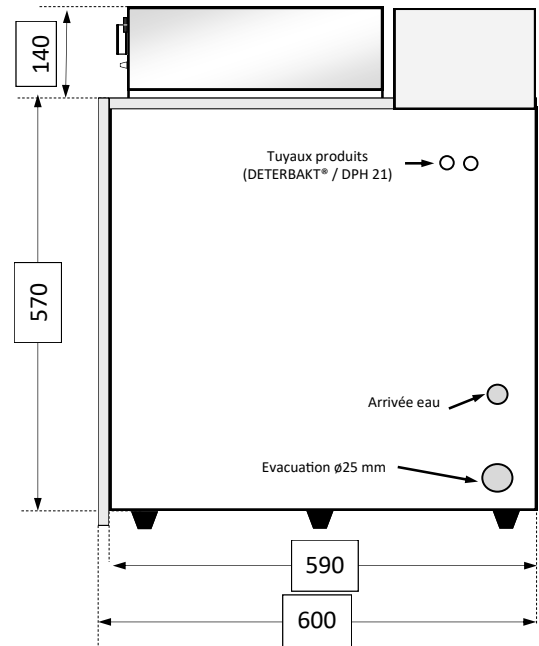 140
Tuyaux produits
(DETERBAKT® / DPH 21)
570
Arrivée eau
Evacuation ø25 mm
590
600